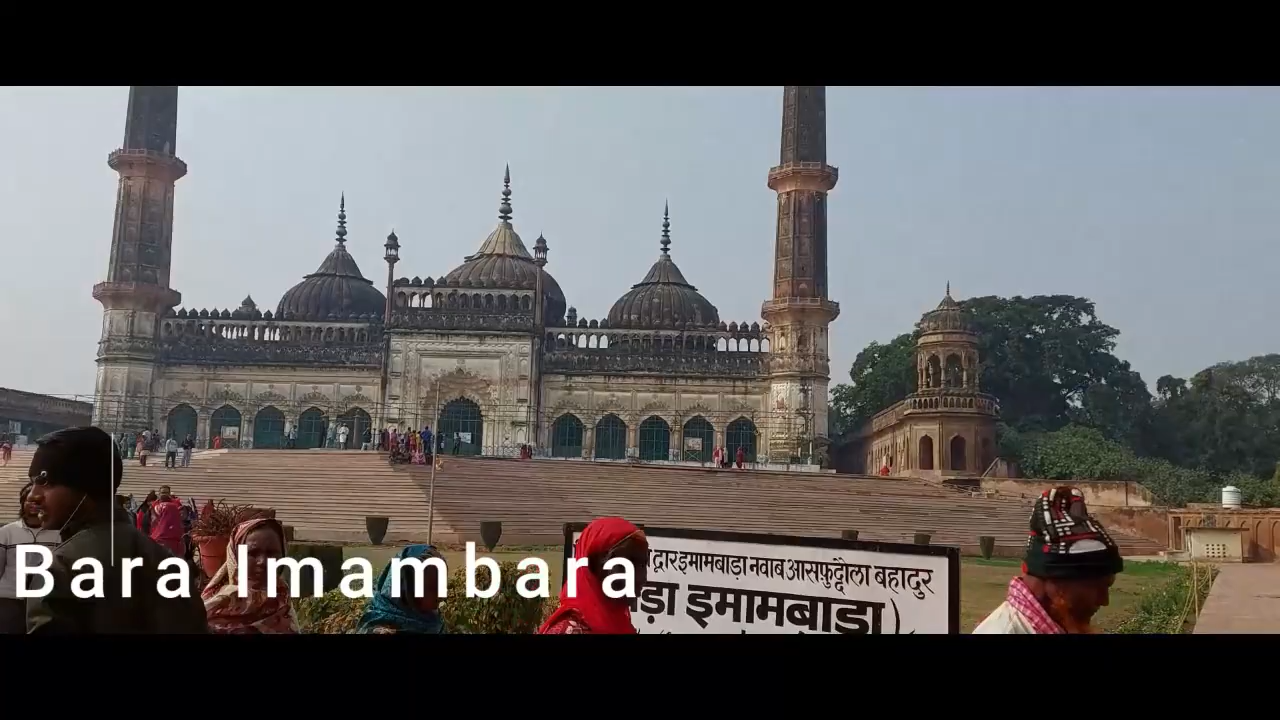 द्वार इमामबाड़ा नवाब आसफ़ुद्दौला बहादुर
इमामबाड़ा )
Bara Imambara